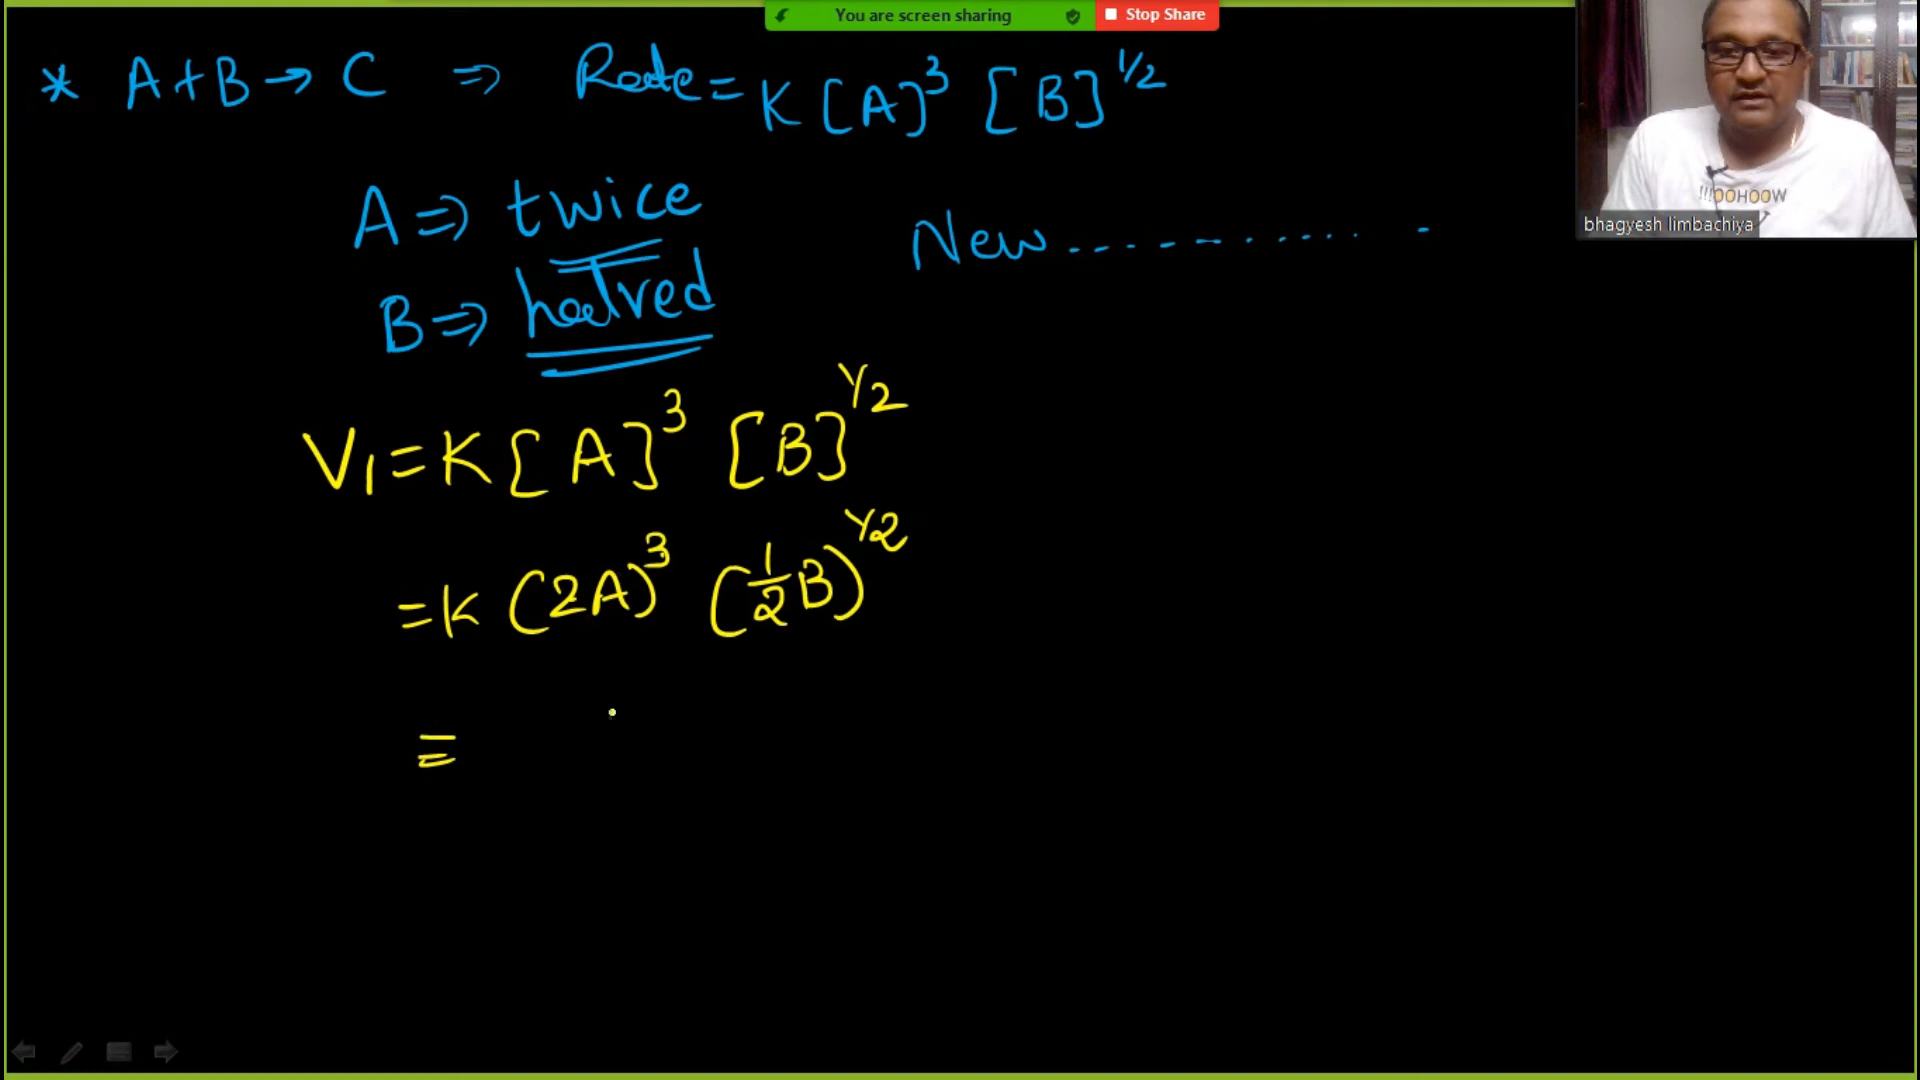 You are screen sharing Stop Share
* A+B→C ⇒ Rate = K[A]³ [B]^1/2
!!!OOHOOW
bhagyesh limbachiya
A ⇒ twice
New ...........
B ⇒ halved
V₁ = K[A]³ [B]^1/2
= K (2A)³ (1/2 B)^1/2
=